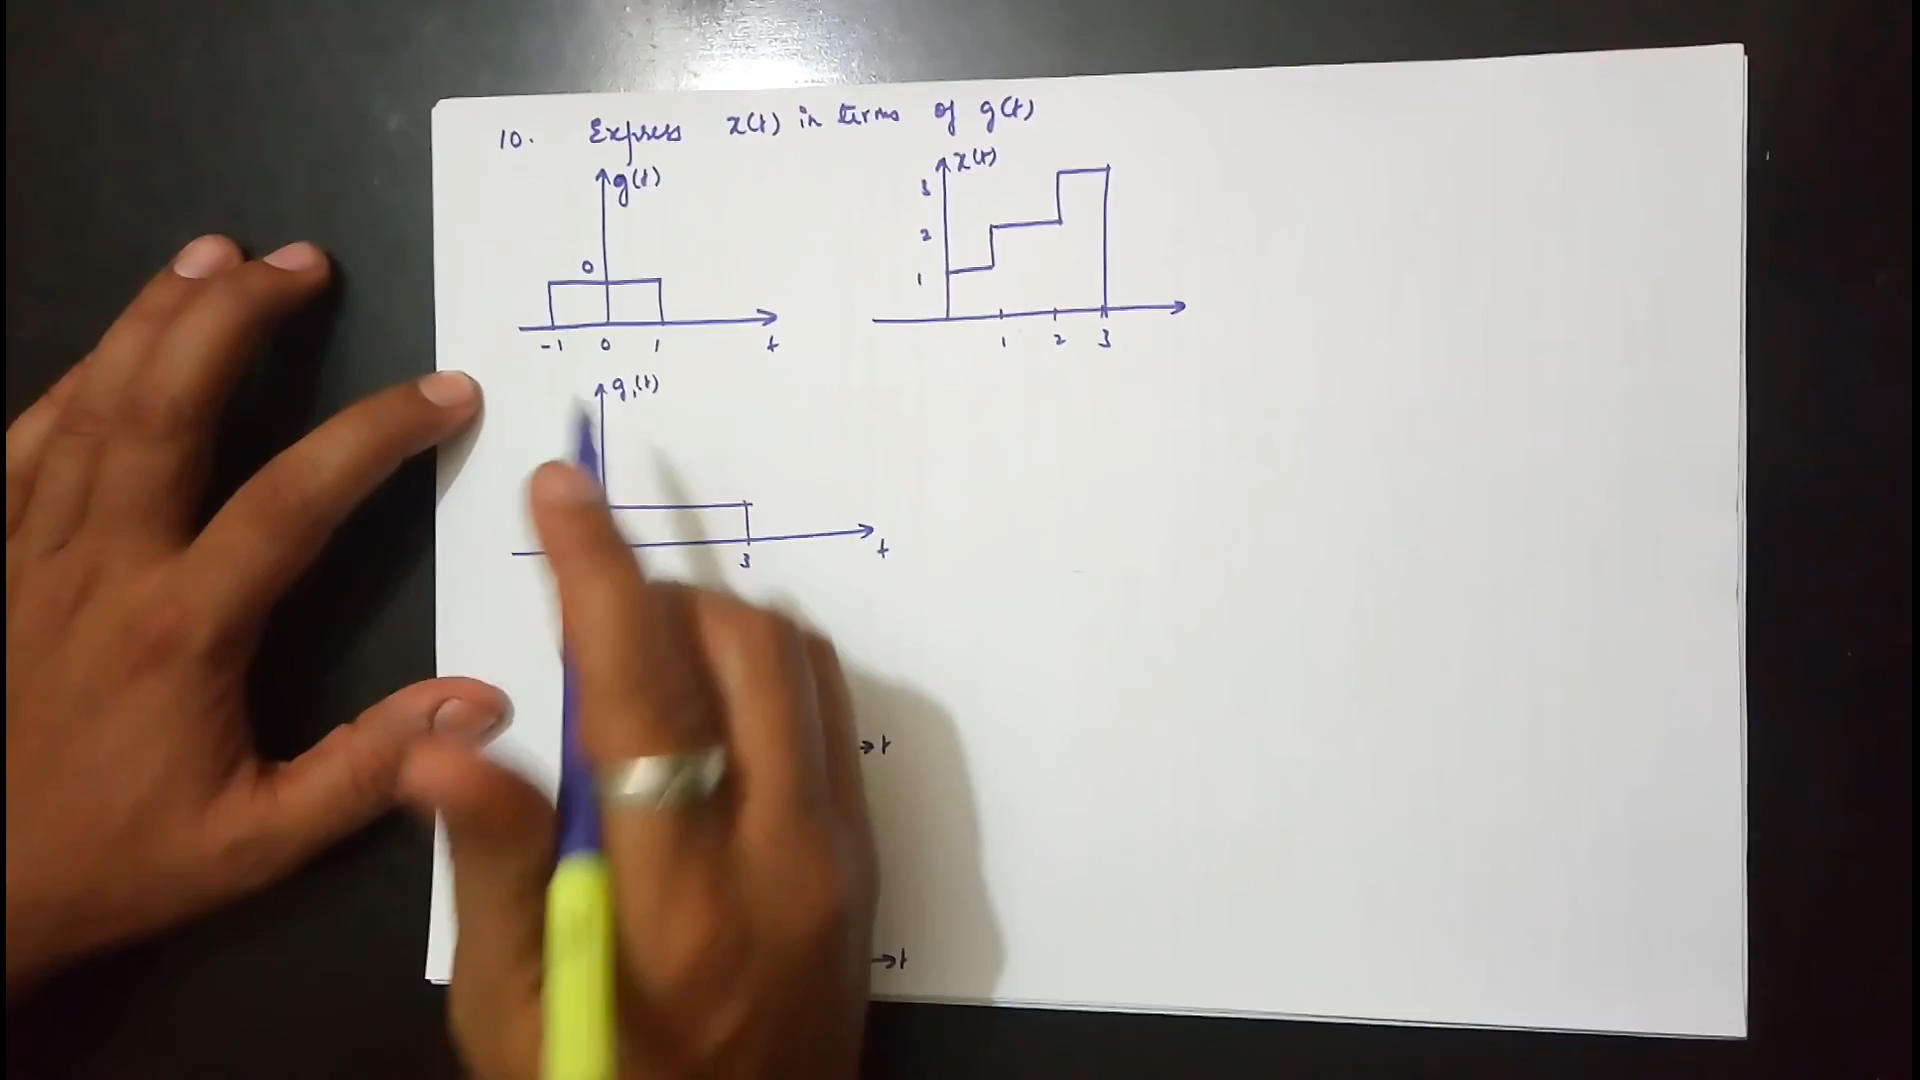 10. Express x(t) in terms of g(t)
g(t)
0
-1 0 1 t
x(t)
3
2
1
1 2 3
g₁(t)
3 t
→t
→t